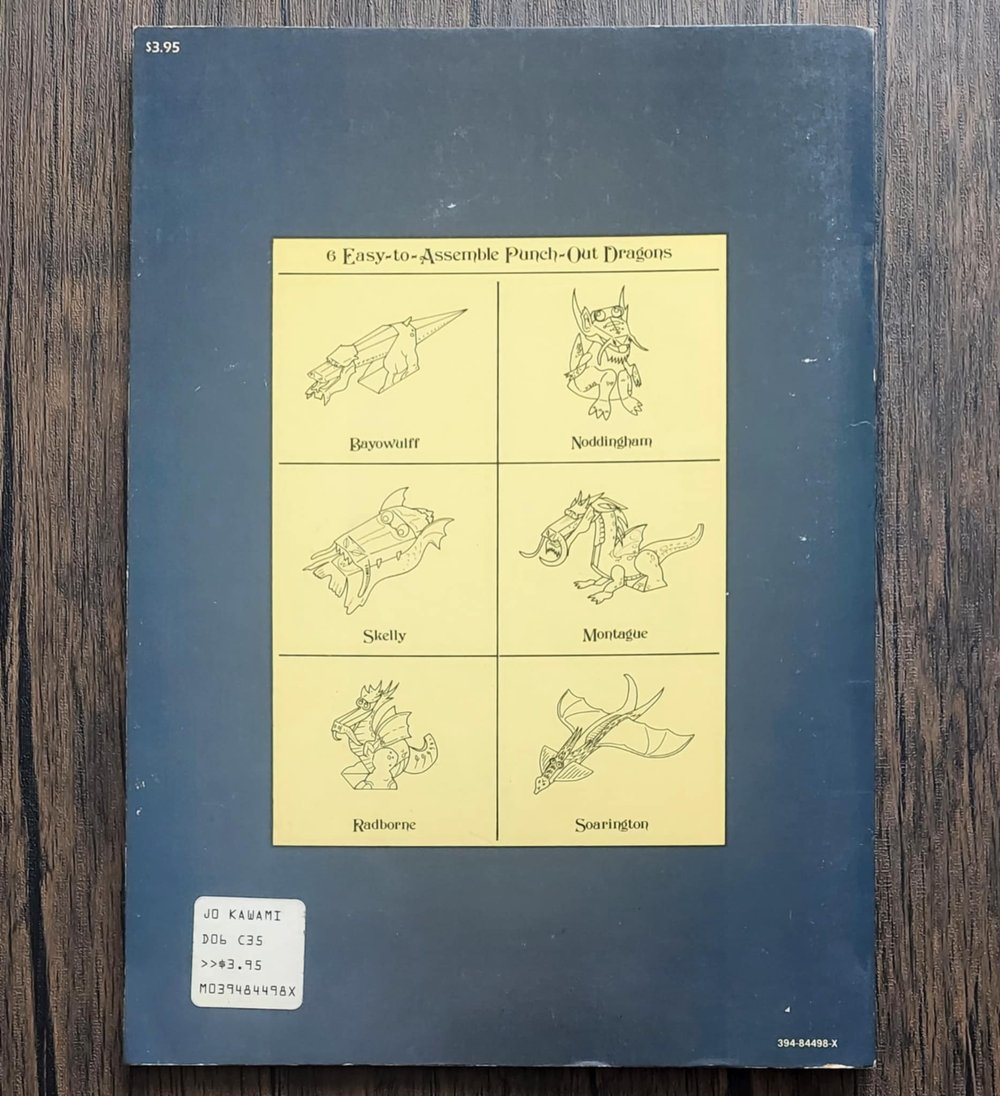 $3.95
6 Easy-to-Assemble Punch-Out Dragons
Bayowulff
Noddingham
Skelly
Montague
Radborne
Soarington
JO KAWAMI
D06 C35
>>$3.95
M039484498X
394-84498-X